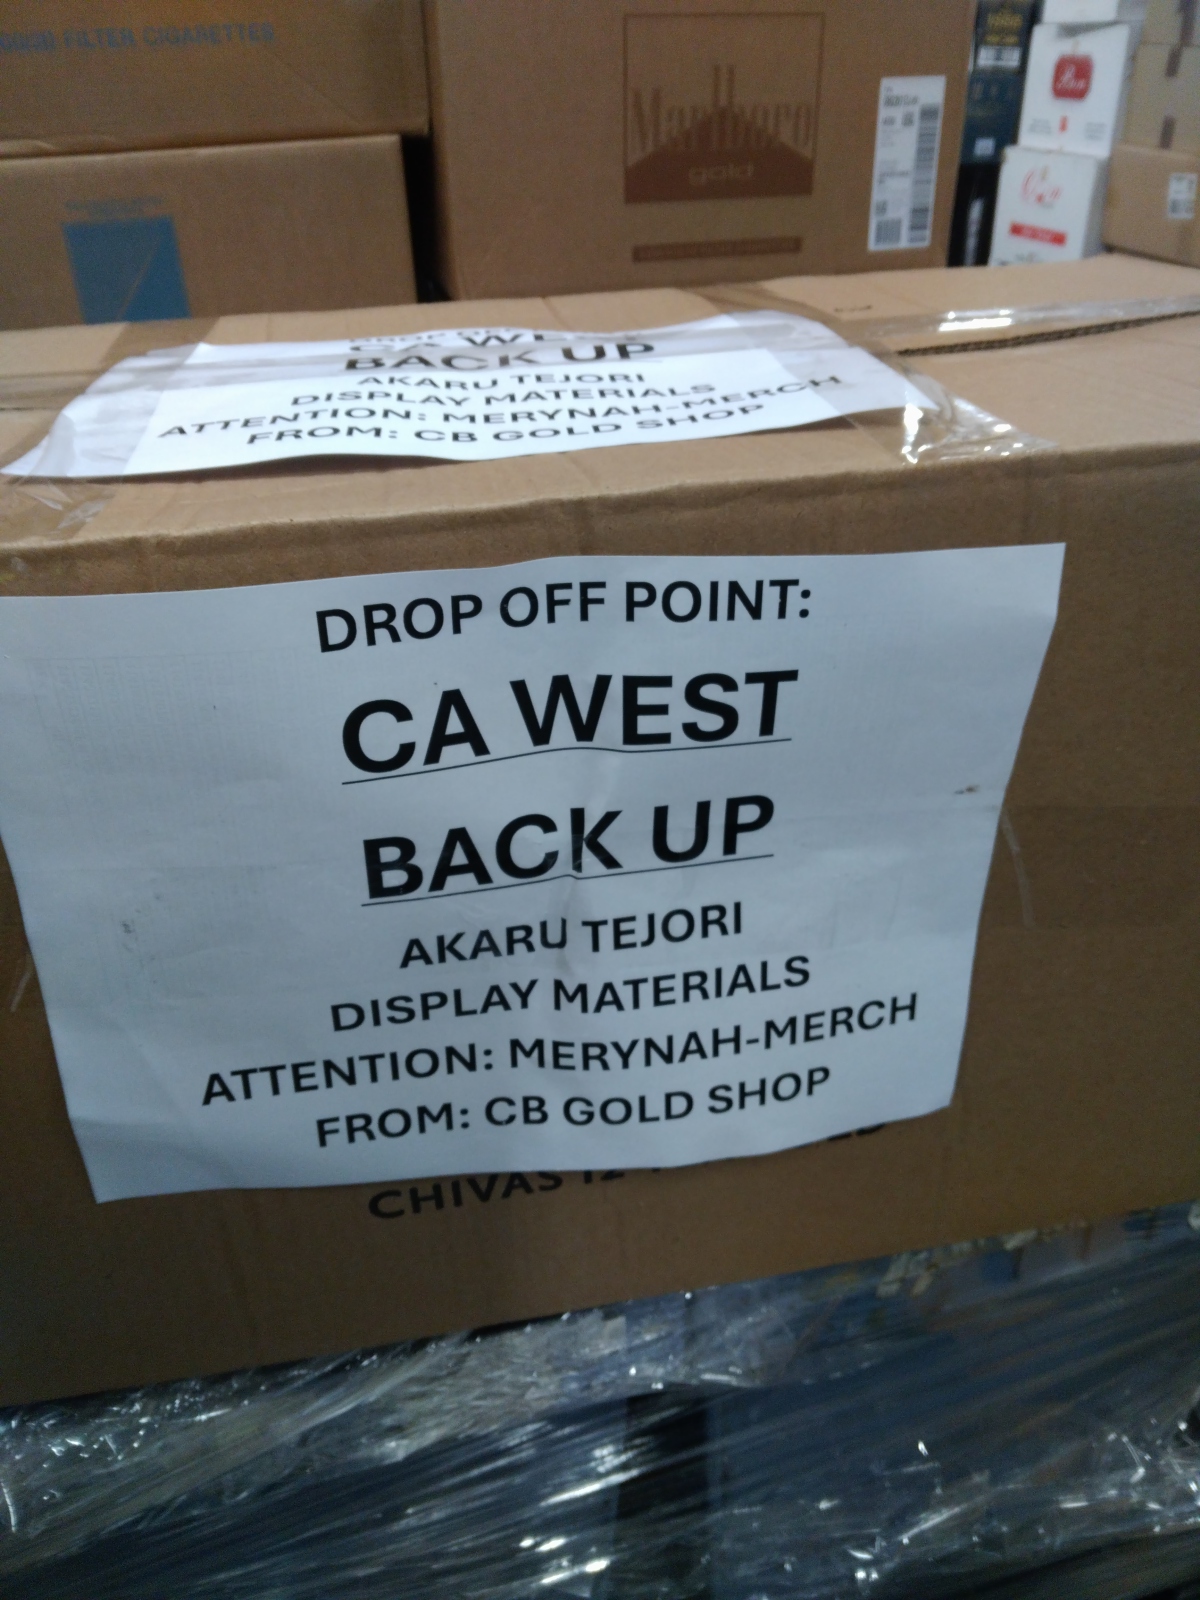 FILTER CIGARETTES
Marlboro
gold
BACK UP
AKARU TEJORI
DISPLAY MATERIALS
ATTENTION: MERYNAH-MERCH
FROM: CB GOLD SHOP
DROP OFF POINT:
CA WEST
BACK UP
AKARU TEJORI
DISPLAY MATERIALS
ATTENTION: MERYNAH-MERCH
FROM: CB GOLD SHOP
CHIVAS 12